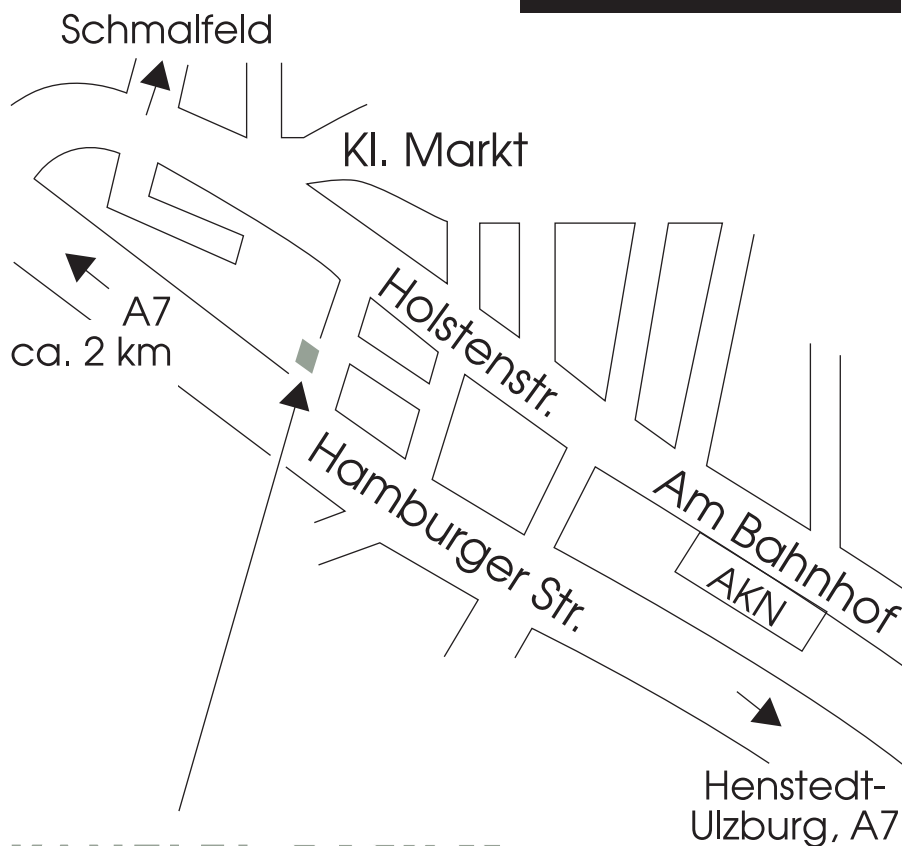 Schmalfeld
Kl. Markt
A7
ca. 2 km
Holstenstr.
Hamburger Str.
Am Bahnhof
AKN
Henstedt-
Ulzburg, A7